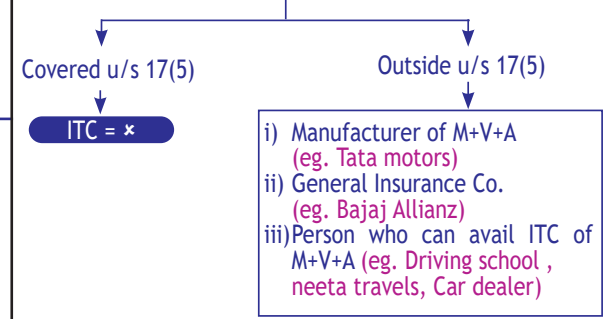 Covered u/s 17(5)
Outside u/s 17(5)
ITC = ×
i) Manufacturer of M+V+A
(eg. Tata motors)
ii) General Insurance Co.
(eg. Bajaj Allianz)
iii)Person who can avail ITC of
M+V+A (eg. Driving school ,
neeta travels, Car dealer)